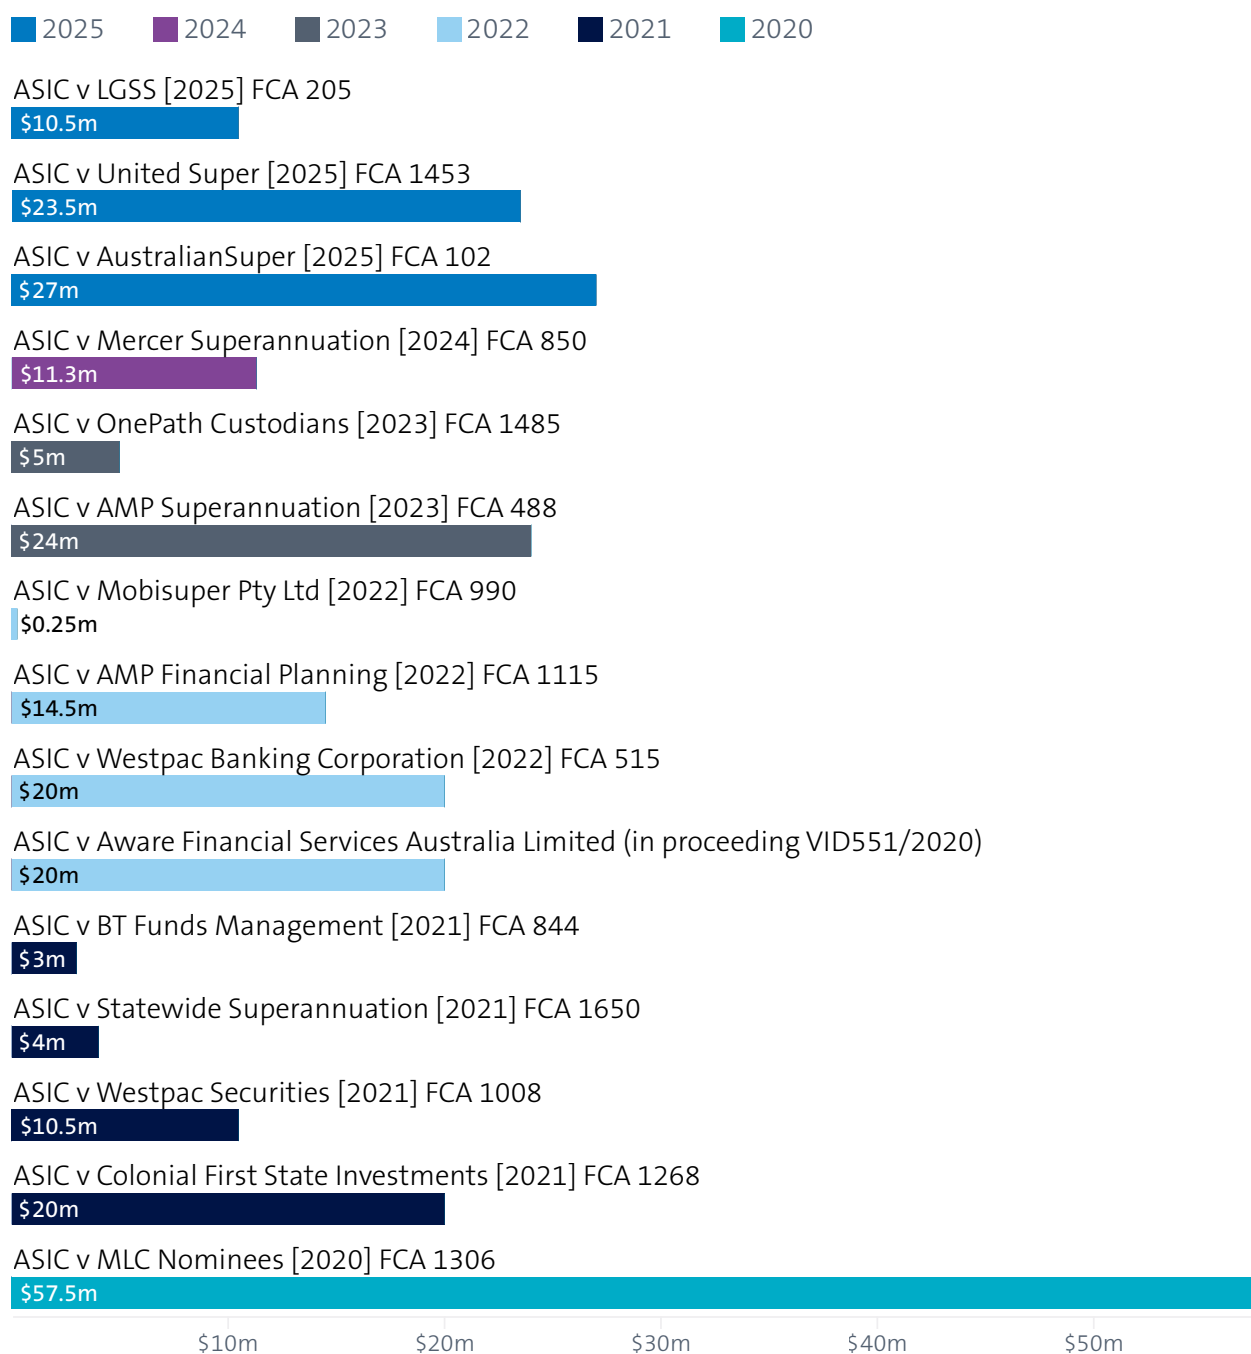 2025 2024 2023 2022 2021 2020
ASIC v LGSS [2025] FCA 205
$10.5m
ASIC v United Super [2025] FCA 1453
$23.5m
ASIC v AustralianSuper [2025] FCA 102
$27m
ASIC v Mercer Superannuation [2024] FCA 850
$11.3m
ASIC v OnePath Custodians [2023] FCA 1485
$5m
ASIC v AMP Superannuation [2023] FCA 488
$24m
ASIC v Mobisuper Pty Ltd [2022] FCA 990
$0.25m
ASIC v AMP Financial Planning [2022] FCA 1115
$14.5m
ASIC v Westpac Banking Corporation [2022] FCA 515
$20m
ASIC v Aware Financial Services Australia Limited (in proceeding VID551/2020)
$20m
ASIC v BT Funds Management [2021] FCA 844
$3m
ASIC v Statewide Superannuation [2021] FCA 1650
$4m
ASIC v Westpac Securities [2021] FCA 1008
$10.5m
ASIC v Colonial First State Investments [2021] FCA 1268
$20m
ASIC v MLC Nominees [2020] FCA 1306
$57.5m
$10m $20m $30m $40m $50m